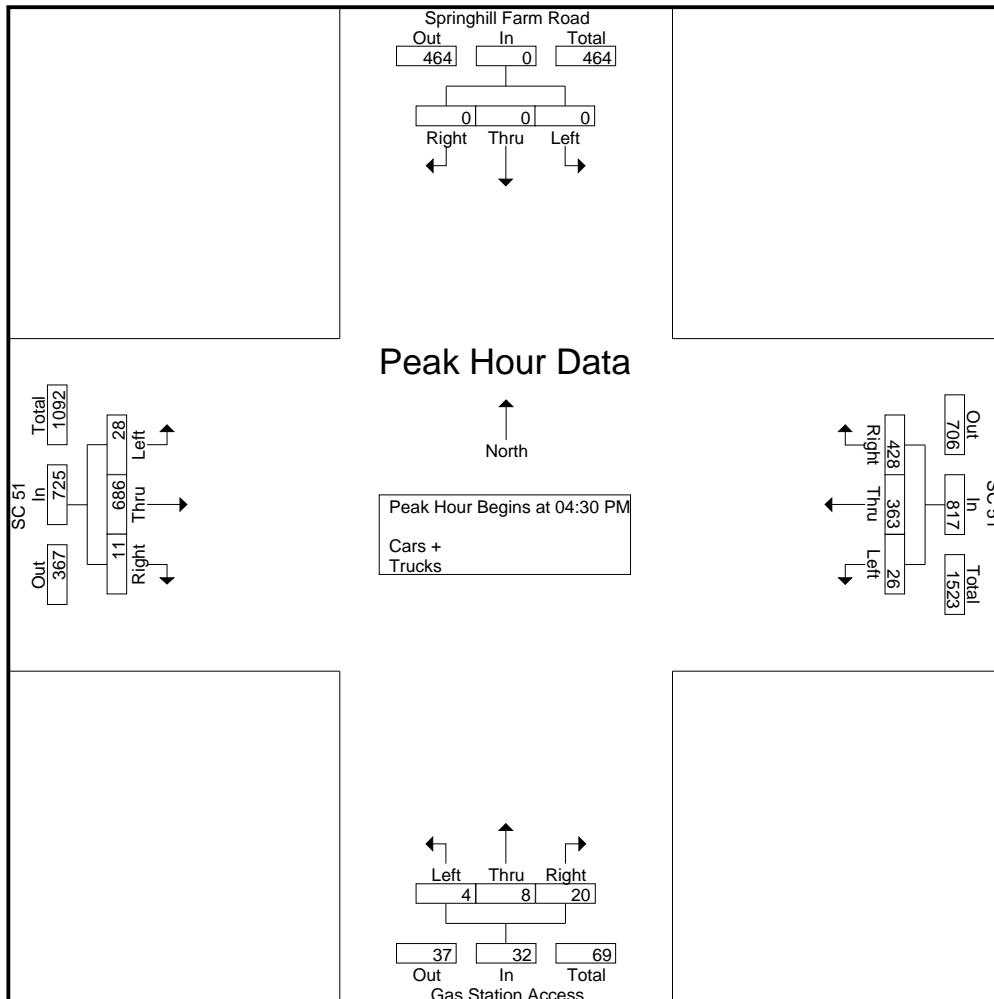 Springhill Farm Road
Out In Total
464 0 464
0 0 0
Right Thru Left
Peak Hour Data
North
Peak Hour Begins at 04:30 PM
Cars +
Trucks
SC 51
Total In Out
1092 725 367
28 686 11
Left Thru Right
Right Thru Left
428 363 26
Out In Total
706 817 1523
SC 51
Left Thru Right
4 8 20
37 32 69
Out In Total
Gas Station Access